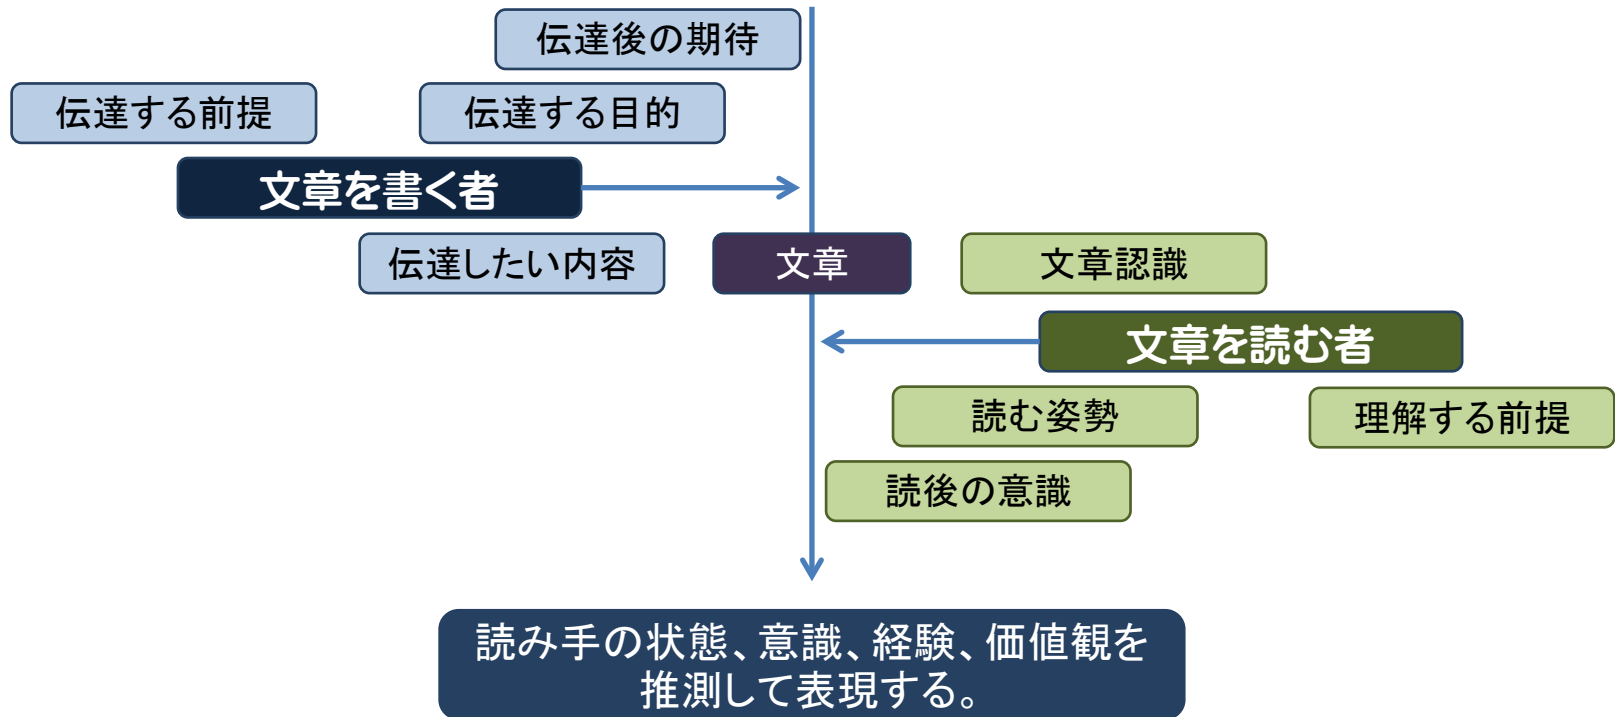 伝達後の期待
伝達する前提
伝達する目的
文章を書く者
伝達したい内容
文章
文章認識
文章を読む者
読む姿勢
理解する前提
読後の意識
読み手の状態、意識、経験、価値観を
推測して表現する。